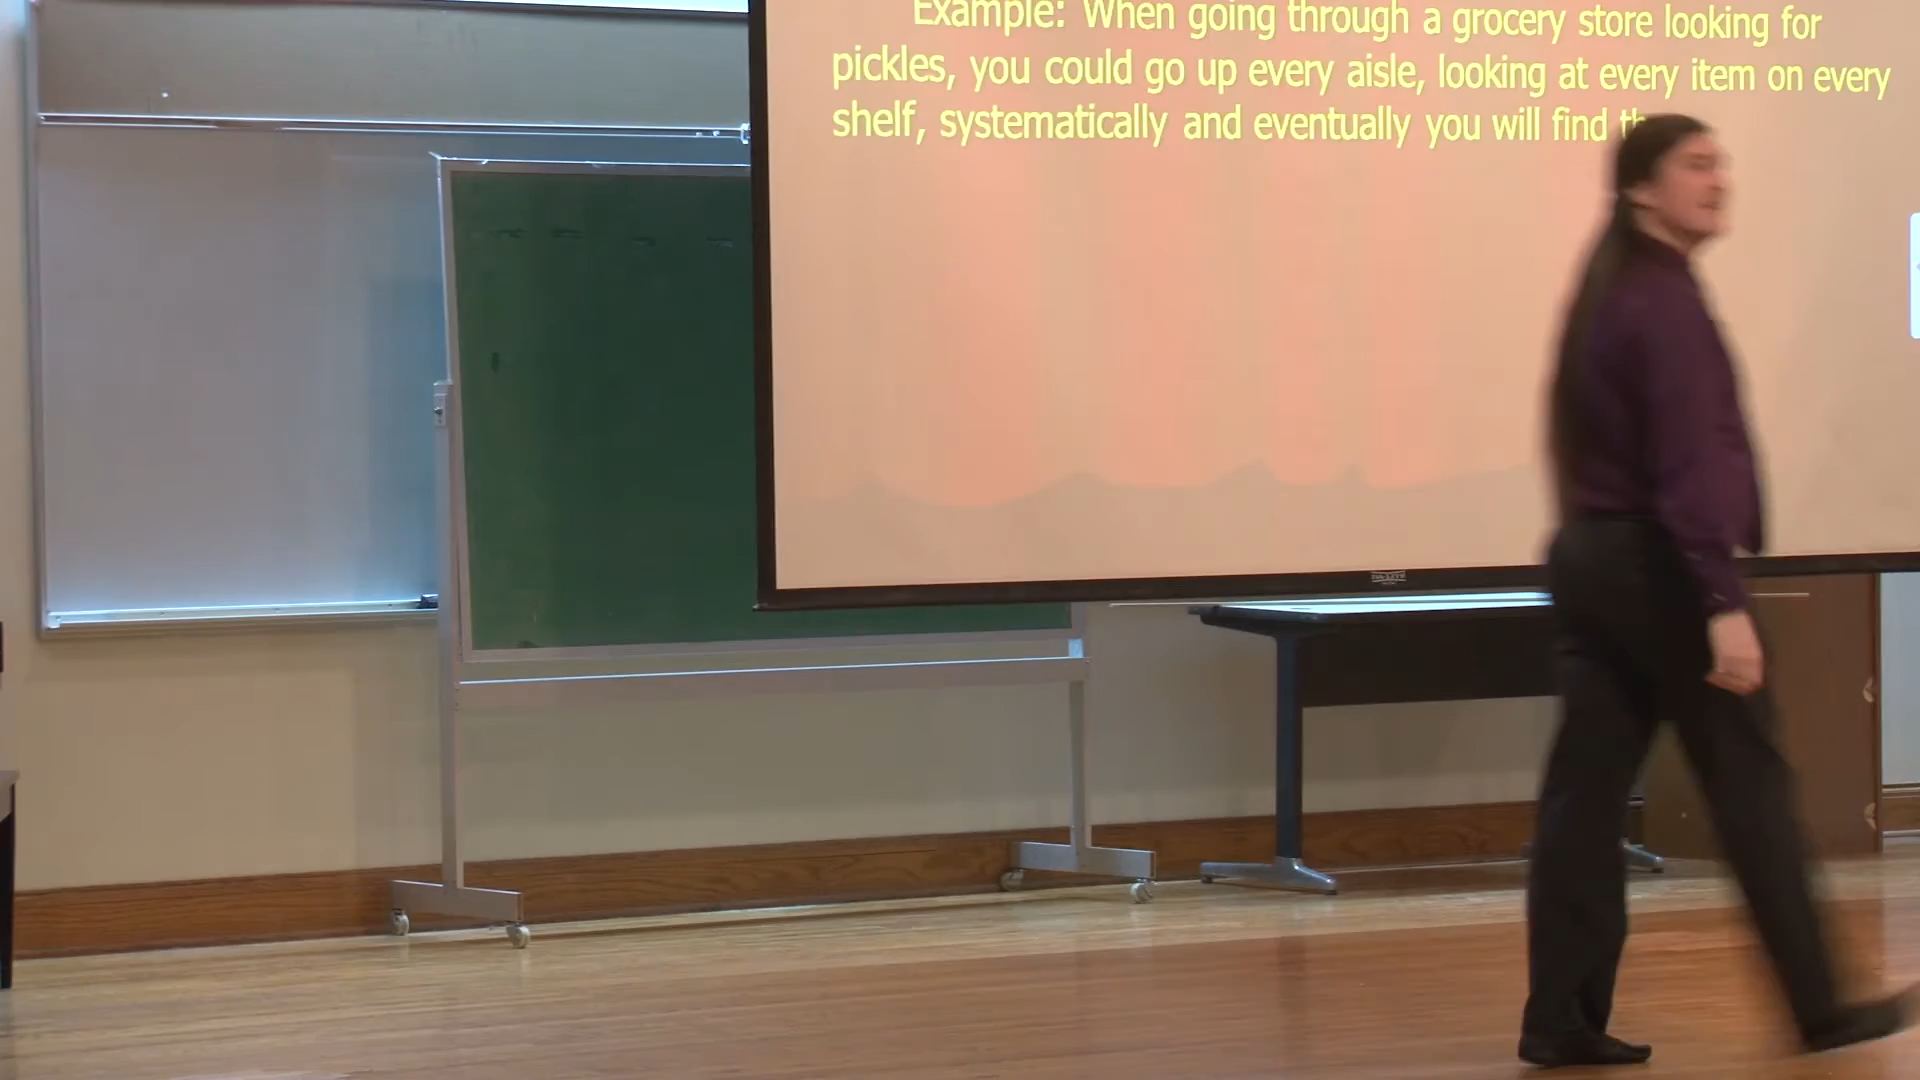 Example: When going through a grocery store looking for
pickles, you could go up every aisle, looking at every item on every
shelf, systematically and eventually you will find